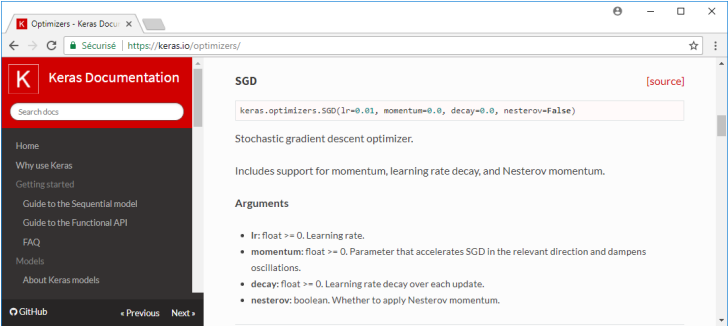 Optimizers - Keras Docur
Sécurisé
https://keras.io/optimizers/
K
Keras Documentation
Search docs
Home
Why use Keras
Getting started
Guide to the Sequential model
Guide to the Functional API
FAQ
Models
About Keras models
GitHub
« Previous
Next »
SGD
[source]
keras.optimizers.SGD(lr=0.01, momentum=0.0, decay=0.0, nesterov=False)
Stochastic gradient descent optimizer.
Includes support for momentum, learning rate decay, and Nesterov momentum.
Arguments
• lr: float >= 0. Learning rate.
• momentum: float >= 0. Parameter that accelerates SGD in the relevant direction and dampens
oscillations.
• decay: float >= 0. Learning rate decay over each update.
• nesterov: boolean. Whether to apply Nesterov momentum.